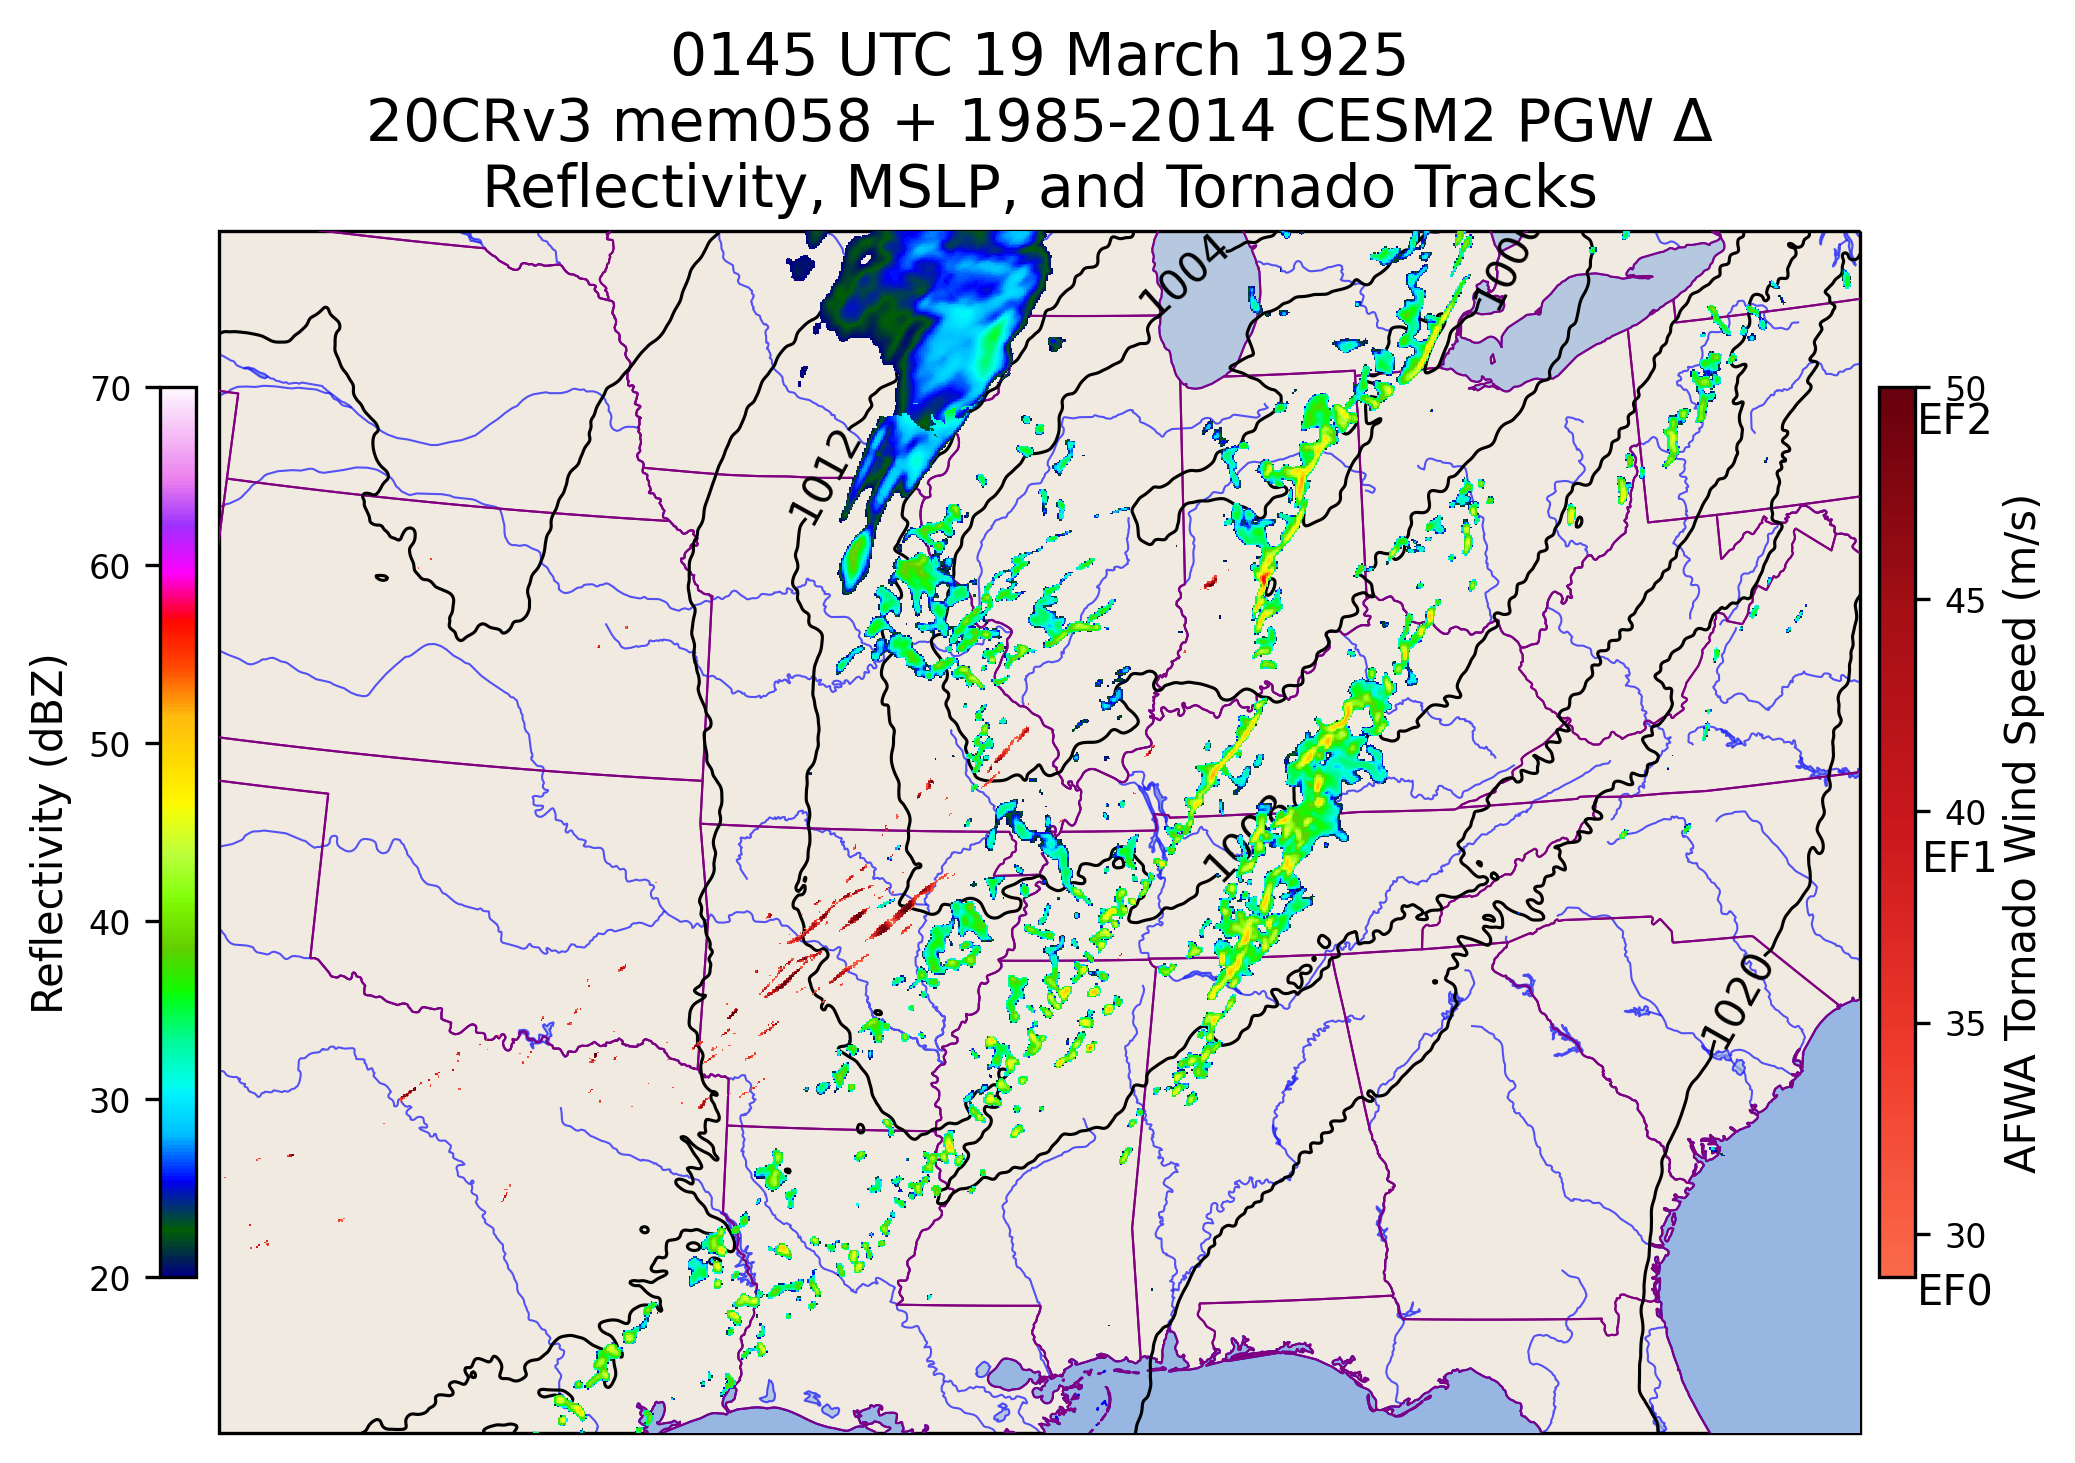 0145 UTC 19 March 1925
20CRv3 mem058 + 1985-2014 CESM2 PGW Δ
Reflectivity, MSLP, and Tornado Tracks
Reflectivity (dBZ)
70
60
50
40
30
20
1004
1012
1020
50
EF2
45
40
EF1
35
30
EF0
AFWA Tornado Wind Speed (m/s)